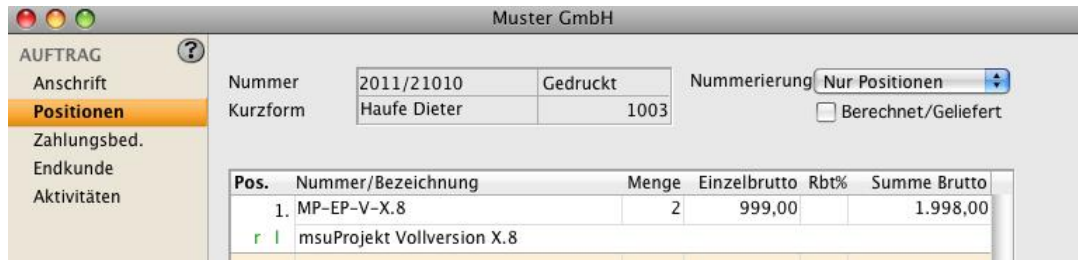 Muster GmbH
AUFTRAG ?
Anschrift
Positionen
Zahlungsbed.
Endkunde
Aktivitäten
Nummer 2011/21010 Gedruckt Nummerierung Nur Positionen
Kurzform Haufe Dieter 1003 Berechnet/Geliefert
Pos. Nummer/Bezeichnung Menge Einzelbrutto Rbt% Summe Brutto
1. MP-EP-V-X.8 2 999,00 1.998,00
r l msuProjekt Vollversion X.8